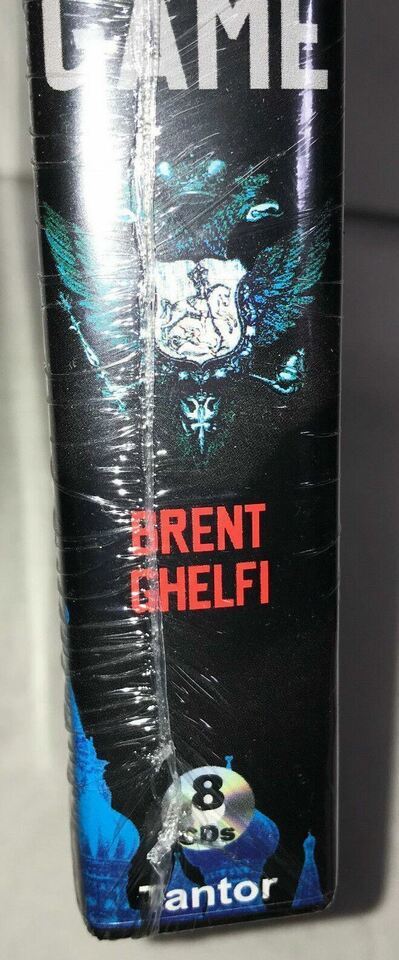 GAME
BRENT
GHELFI
8
CDs
Tantor